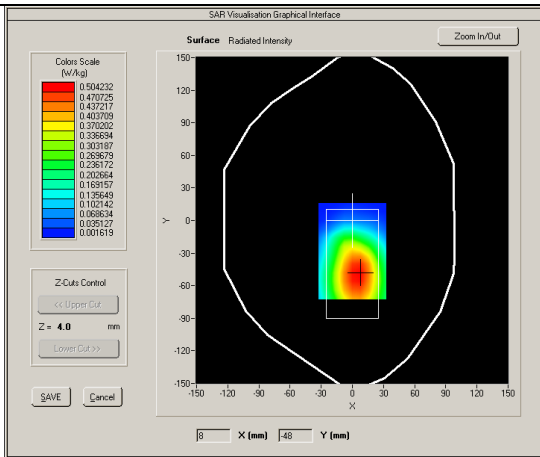 SAR Visualisation Graphical Interface
Surface Radiated Intensity
Zoom In/Out
Colors Scale
(W/kg)
0.504232
0.470725
0.437217
0.403709
0.370202
0.336694
0.303187
0.269679
0.236172
0.202664
0.169157
0.135649
0.102142
0.068634
0.035127
0.001619
Z-Cuts Control
<< Upper Cut
Z = 4.0 mm
Lower Cut >>
SAVE Cancel
150
120
90
60
30
0
-30
-60
-90
-120
-150
Y
-150 -120 -90 -60 -30 0 30 60 90 120 150
X
8 X (mm) -48 Y (mm)